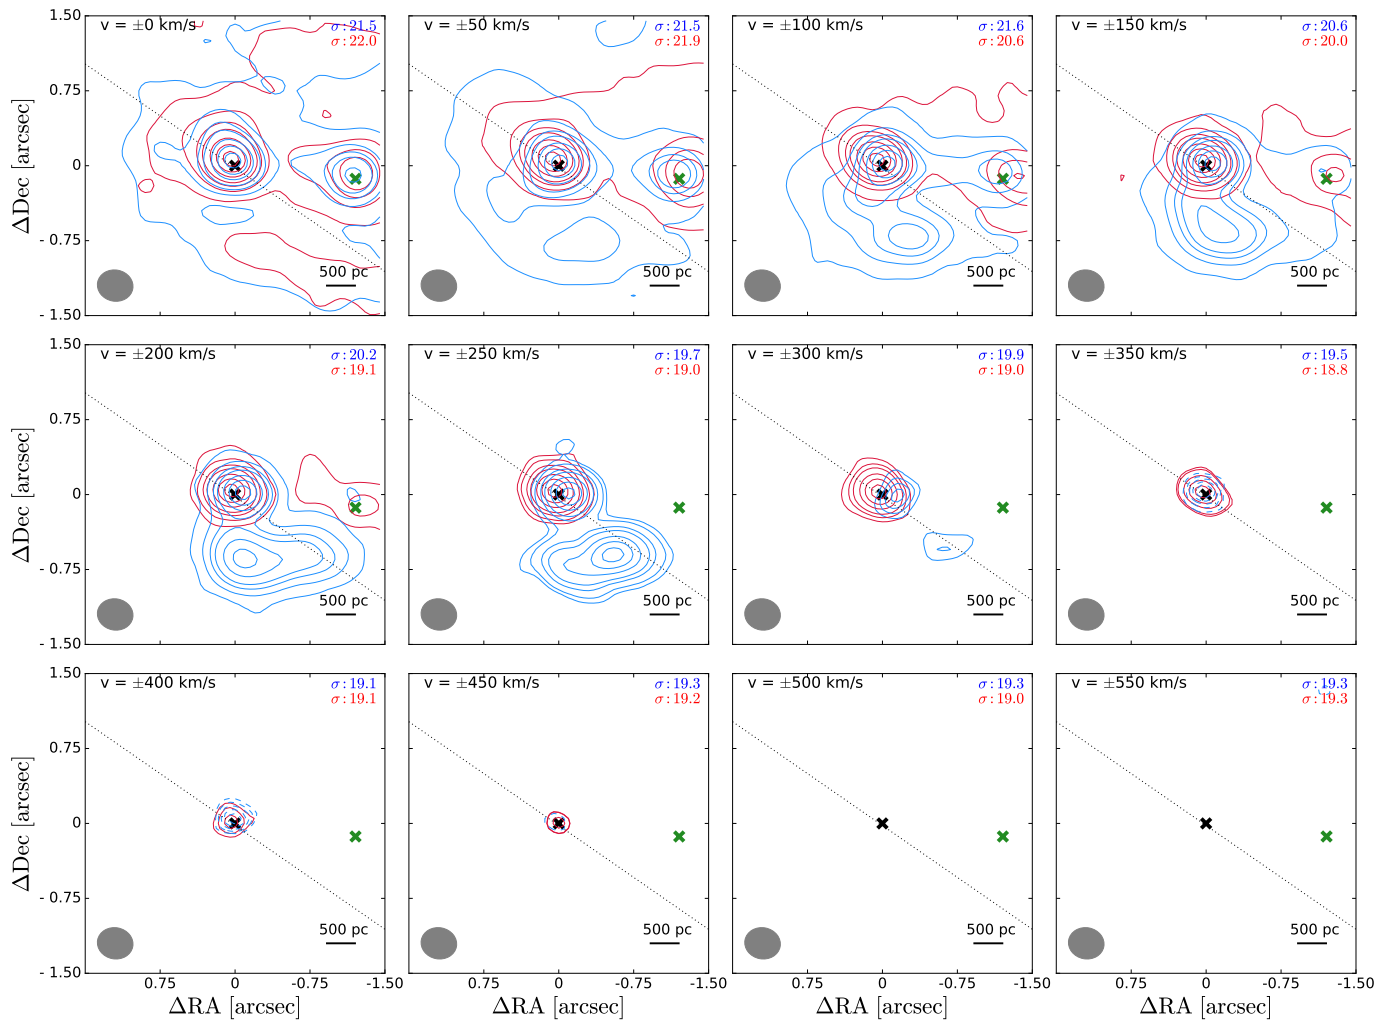 1.50
v = ±0 km/s
σ : 21.5
σ : 22.0
v = ±50 km/s
σ : 21.5
σ : 21.9
v = ±100 km/s
σ : 21.6
σ : 20.6
v = ±150 km/s
σ : 20.6
σ : 20.0
0.75
0
- 0.75
- 1.50
ΔDec [arcsec]
500 pc
500 pc
500 pc
500 pc
1.50
v = ±200 km/s
σ : 20.2
σ : 19.1
v = ±250 km/s
σ : 19.7
σ : 19.0
v = ±300 km/s
σ : 19.9
σ : 19.0
v = ±350 km/s
σ : 19.5
σ : 18.8
0.75
0
- 0.75
- 1.50
ΔDec [arcsec]
500 pc
500 pc
500 pc
500 pc
1.50
v = ±400 km/s
σ : 19.1
σ : 19.1
v = ±450 km/s
σ : 19.3
σ : 19.2
v = ±500 km/s
σ : 19.3
σ : 19.0
v = ±550 km/s
σ : 19.3
σ : 19.3
0.75
0
- 0.75
- 1.50
ΔDec [arcsec]
500 pc
500 pc
500 pc
500 pc
0.75 0 -0.75 -1.50
0.75 0 -0.75 -1.50
0.75 0 -0.75 -1.50
0.75 0 -0.75 -1.50
ΔRA [arcsec]
ΔRA [arcsec]
ΔRA [arcsec]
ΔRA [arcsec]